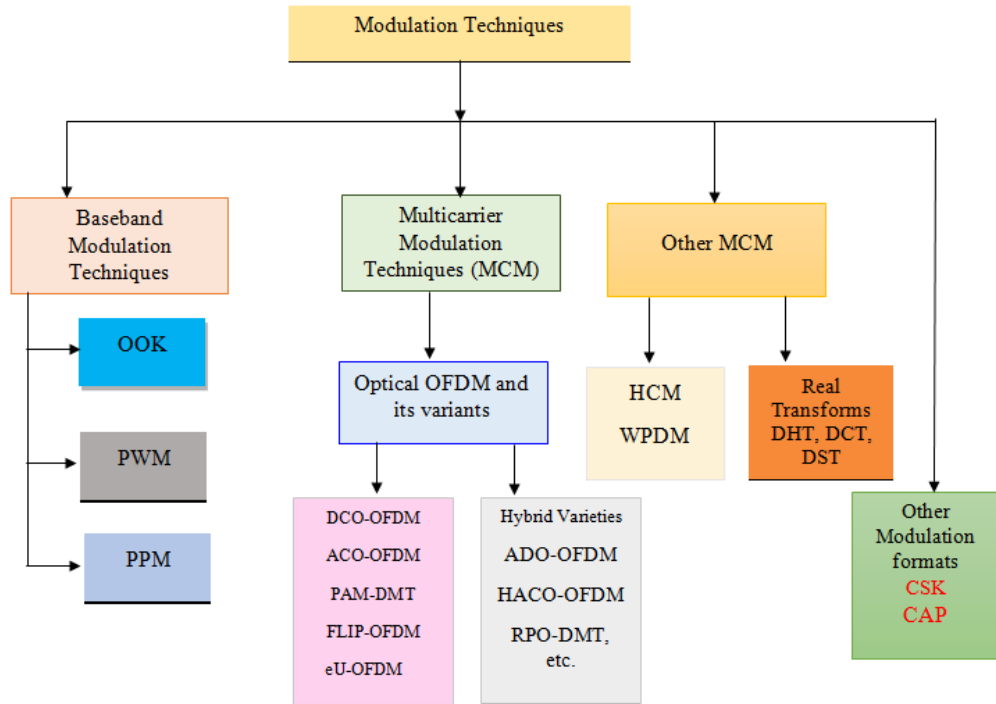 Modulation Techniques
Baseband
Modulation
Techniques
OOK
PWM
PPM
Multicarrier
Modulation
Techniques (MCM)
Optical OFDM and
its variants
DCO-OFDM
ACO-OFDM
PAM-DMT
FLIP-OFDM
eU-OFDM
Hybrid Varieties
ADO-OFDM
HACO-OFDM
RPO-DMT,
etc.
Other MCM
HCM
WPDM
Real
Transforms
DHT, DCT,
DST
Other
Modulation
formats
CSK
CAP